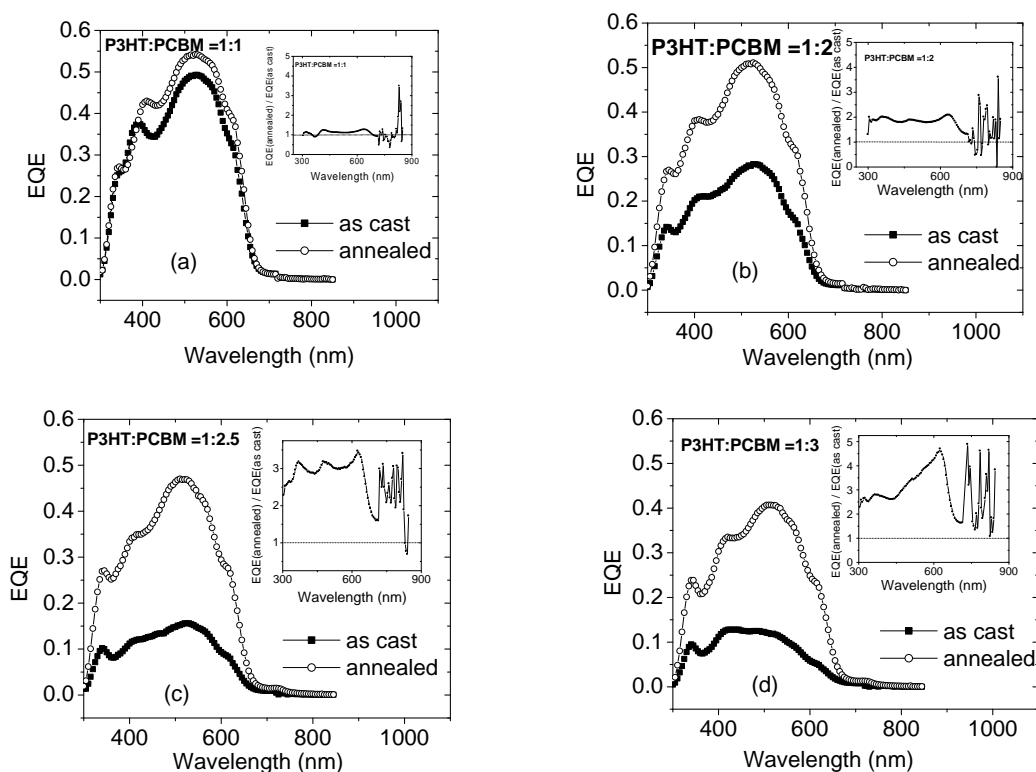 P3HT:PCBM =1:1
EQE
0.6
0.5
0.4
0.3
0.2
0.1
0.0
400 600 800 1000
Wavelength (nm)
(a)
as cast
annealed
EQE(annealed) / EQE(as cast)
5
4
3
2
1
0
300 600 900
Wavelength (nm)
P3HT:PCBM =1:1
P3HT:PCBM =1:2
EQE
0.6
0.5
0.4
0.3
0.2
0.1
0.0
400 600 800 1000
Wavelength (nm)
(b)
as cast
annealed
EQE(annealed) / EQE(as cast)
5
4
3
2
1
0
300 600 900
Wavelength (nm)
P3HT:PCBM =1:2
P3HT:PCBM =1:2.5
EQE
0.6
0.5
0.4
0.3
0.2
0.1
0.0
400 600 800 1000
Wavelength (nm)
(c)
as cast
annealed
EQE(annealed) / EQE(as cast)
3
2
1
300 600 900
Wavelength (nm)
P3HT:PCBM =1:3
EQE
0.6
0.5
0.4
0.3
0.2
0.1
0.0
400 600 800 1000
Wavelength (nm)
(d)
as cast
annealed
EQE(annealed) / EQE(as cast)
5
4
3
2
1
0
300 600 900
Wavelength (nm)